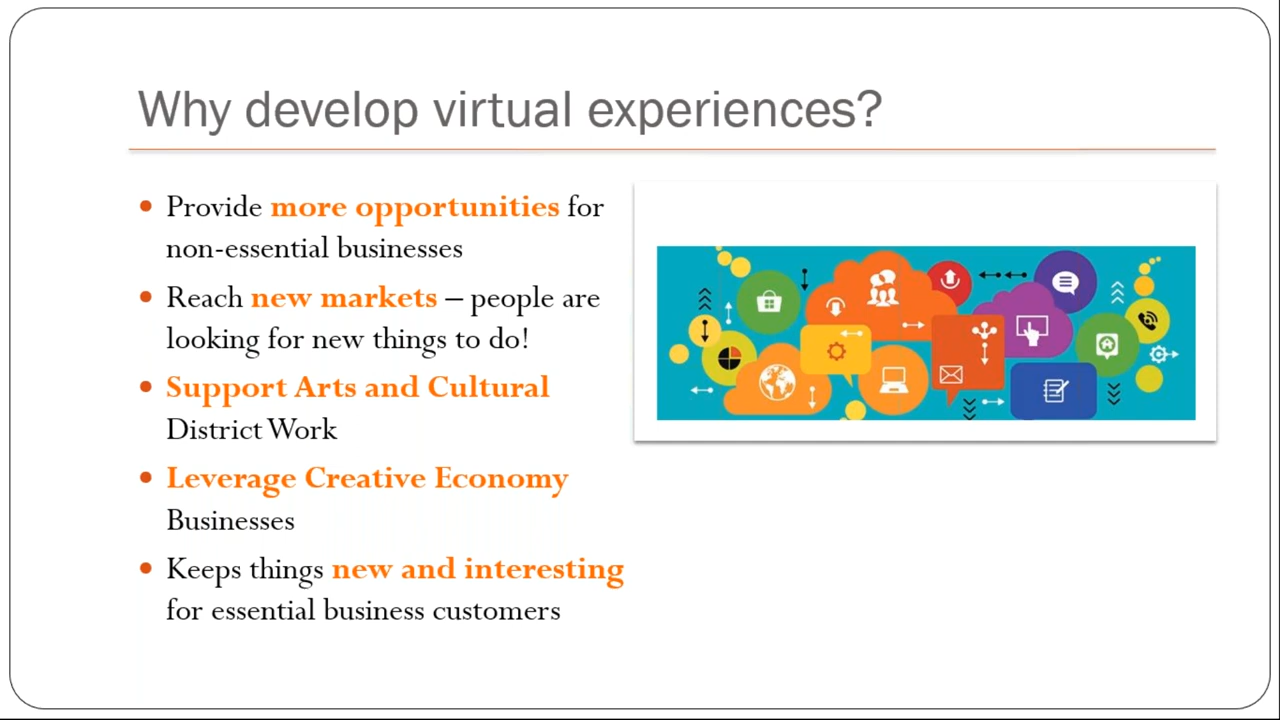 Why develop virtual experiences?
• Provide more opportunities for
non-essential businesses
• Reach new markets – people are
looking for new things to do!
• Support Arts and Cultural
District Work
• Leverage Creative Economy
Businesses
• Keeps things new and interesting
for essential business customers